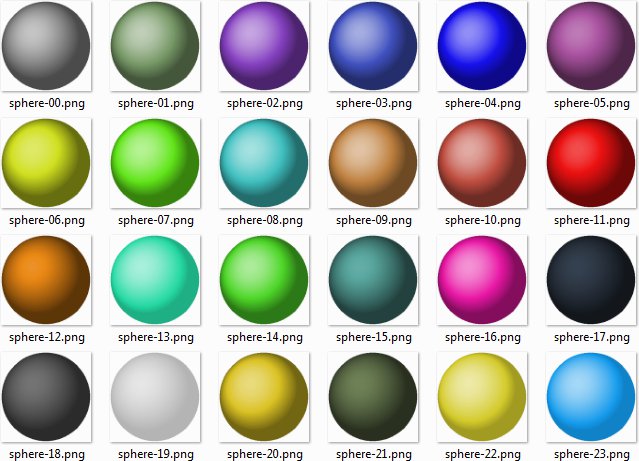 sphere-00.png sphere-01.png sphere-02.png sphere-03.png sphere-04.png sphere-05.png
sphere-06.png sphere-07.png sphere-08.png sphere-09.png sphere-10.png sphere-11.png
sphere-12.png sphere-13.png sphere-14.png sphere-15.png sphere-16.png sphere-17.png
sphere-18.png sphere-19.png sphere-20.png sphere-21.png sphere-22.png sphere-23.png